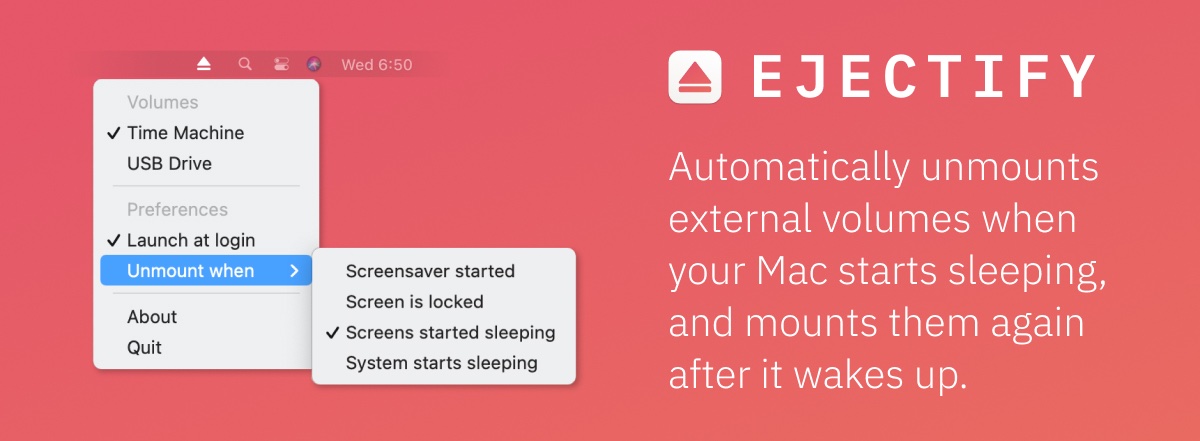 Wed 6:50
Volumes
✓ Time Machine
USB Drive
Preferences
✓ Launch at login
Unmount when
About
Quit
Screensaver started
Screen is locked
✓ Screens started sleeping
System starts sleeping
EJECTIFY
Automatically unmounts
external volumes when
your Mac starts sleeping,
and mounts them again
after it wakes up.